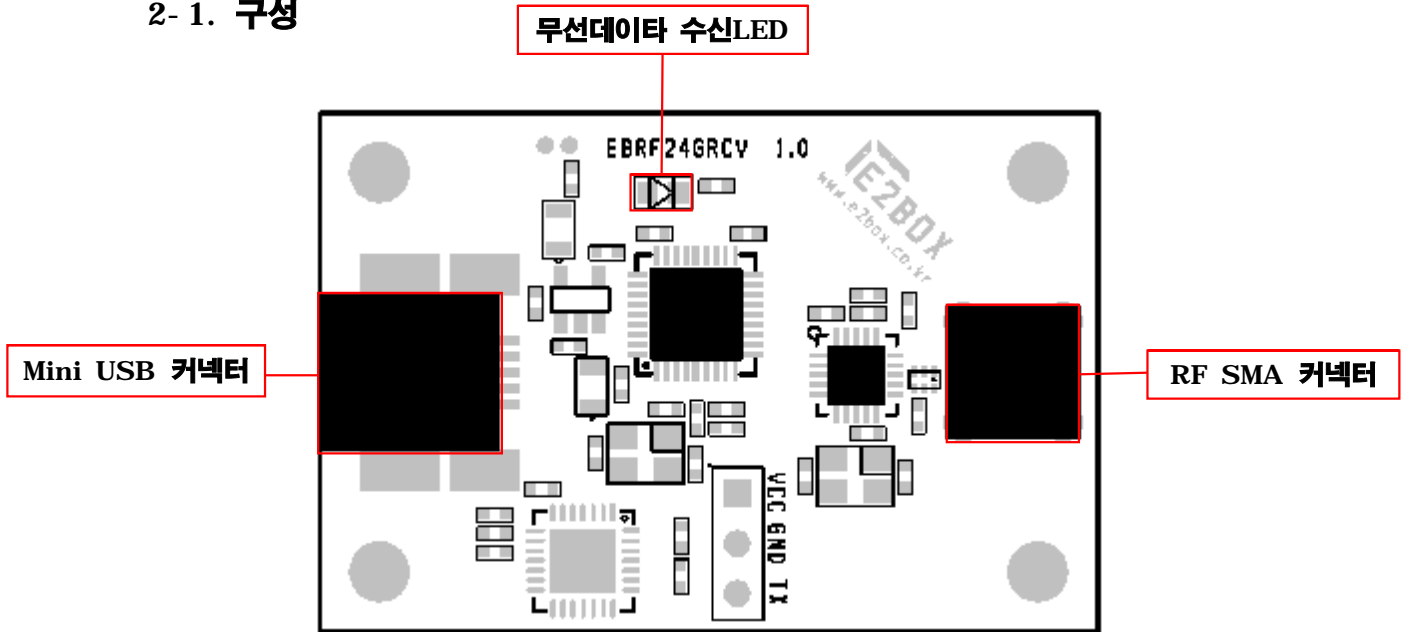 2- 1. 구성
무선데이타 수신LED
EBRF24GRCV 1.0
E2BOX
www.e2box.co.kr
Mini USB 커넥터
RF SMA 커넥터
VCC GND TX